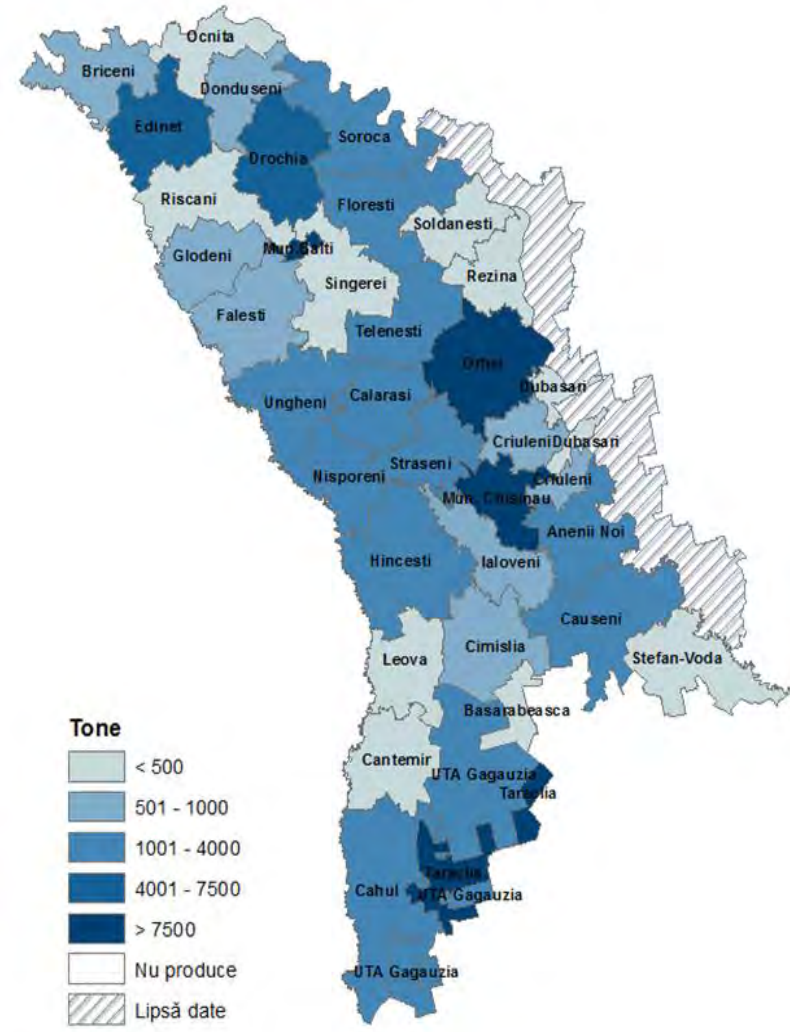 Ocnita
Briceni
Donduseni
Edinet
Soroca
Drochia
Riscani
Floresti
Soldanesti
Mun.Balti
Glodeni
Rezina
Singerei
Falesti
Telenesti
Orhei
Dubasari
Calarasi
Ungheni
Criuleni
Dubasari
Straseni
Nisporeni
Criuleni
Mun. Chisinau
Anenii Noi
Hincesti
Ialoveni
Causeni
Cimislia
Leova
Stefan-Voda
Basarabeasca
Cantemir
UTA Gagauzia
Taraclia
Taraclia
Cahul
UTA Gagauzia
UTA Gagauzia
Tone
< 500
501 - 1000
1001 - 4000
4001 - 7500
> 7500
Nu produce
Lipsă date